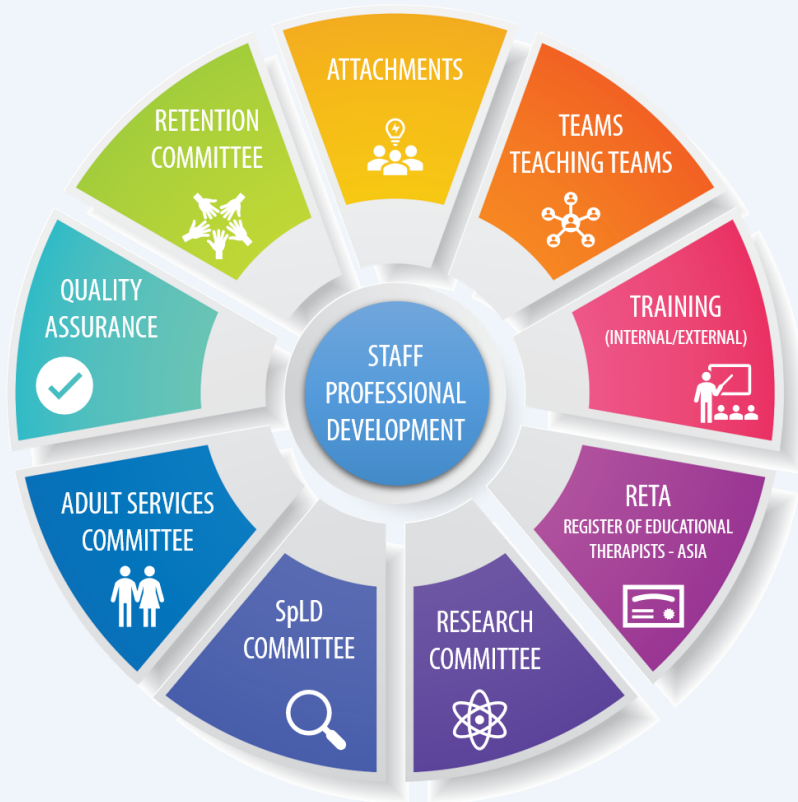 ATTACHMENTS
TEAMS
TEACHING TEAMS
TRAINING
(INTERNAL/EXTERNAL)
RETA
REGISTER OF EDUCATIONAL
THERAPISTS - ASIA
RESEARCH
COMMITTEE
SpLD
COMMITTEE
ADULT SERVICES
COMMITTEE
QUALITY
ASSURANCE
RETENTION
COMMITTEE
STAFF
PROFESSIONAL
DEVELOPMENT